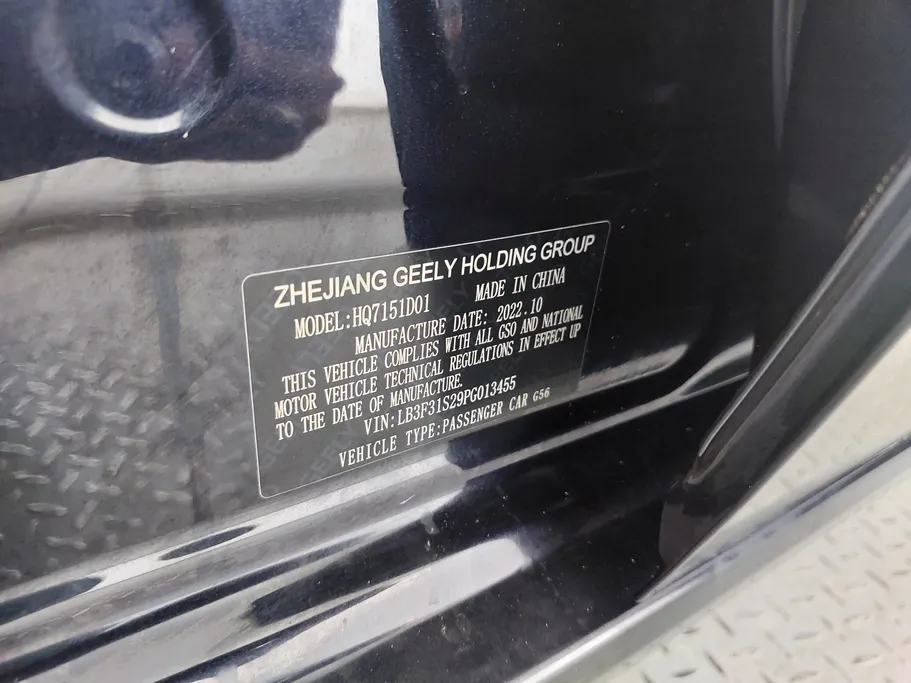 ZHEJIANG GEELY HOLDING GROUP
MODEL:HQ7151D01 MADE IN CHINA
MANUFACTURE DATE: 2022.10
THIS VEHICLE COMPLIES WITH ALL GSO AND NATIONAL
MOTOR VEHICLE TECHNICAL REGULATIONS IN EFFECT UP
TO THE DATE OF MANUFACTURE.
VIN:LB3F31S29PG013455
VEHICLE TYPE:PASSENGER CAR G56